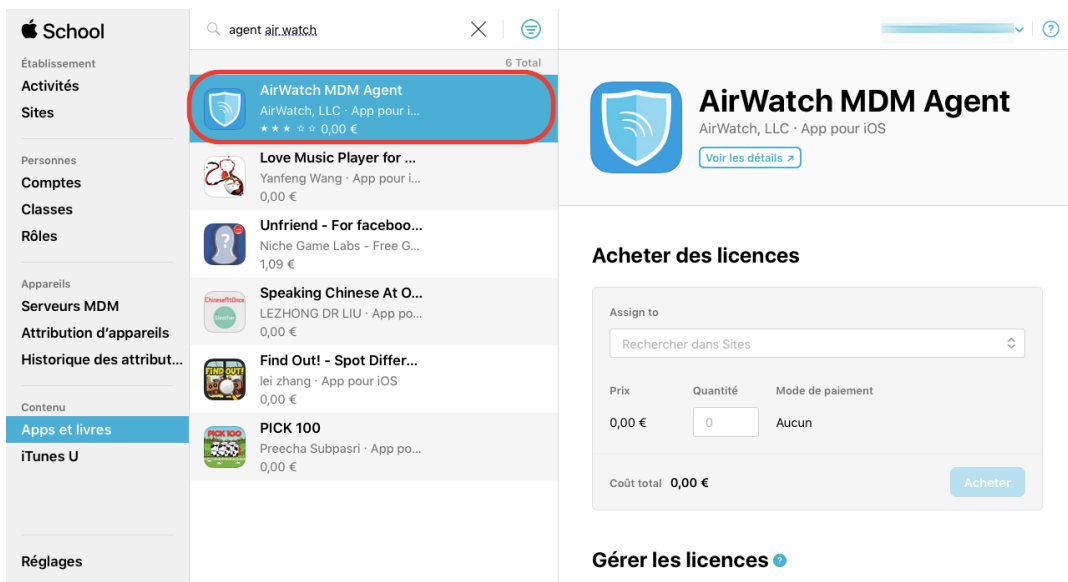 School
Établissement
Activités
Sites
Personnes
Comptes
Classes
Rôles
Appareils
Serveurs MDM
Attribution d'appareils
Historique des attribut...
Contenu
Apps et livres
iTunes U
Réglages
agent air watch
6 Total
AirWatch MDM Agent
AirWatch, LLC · App pour i...
★ ★ ★ ☆ ☆ 0,00 €
Love Music Player for ...
Yanfeng Wang · App pour i...
0,00 €
Unfriend - For faceboo...
Niche Game Labs - Free G...
1,09 €
Speaking Chinese At O...
LEZHONG DR LIU · App po...
0,00 €
Find Out! - Spot Differ...
lei zhang · App pour iOS
0,00 €
PICK 100
Preecha Subpasri · App po...
0,00 €
FIND OUT!
PICK 100
?
AirWatch MDM Agent
AirWatch, LLC · App pour iOS
Voir les détails ↗
Acheter des licences
Assign to
Rechercher dans Sites
Prix Quantité Mode de paiement
0,00 € 0 Aucun
Coût total 0,00 € Acheter
Gérer les licences ?